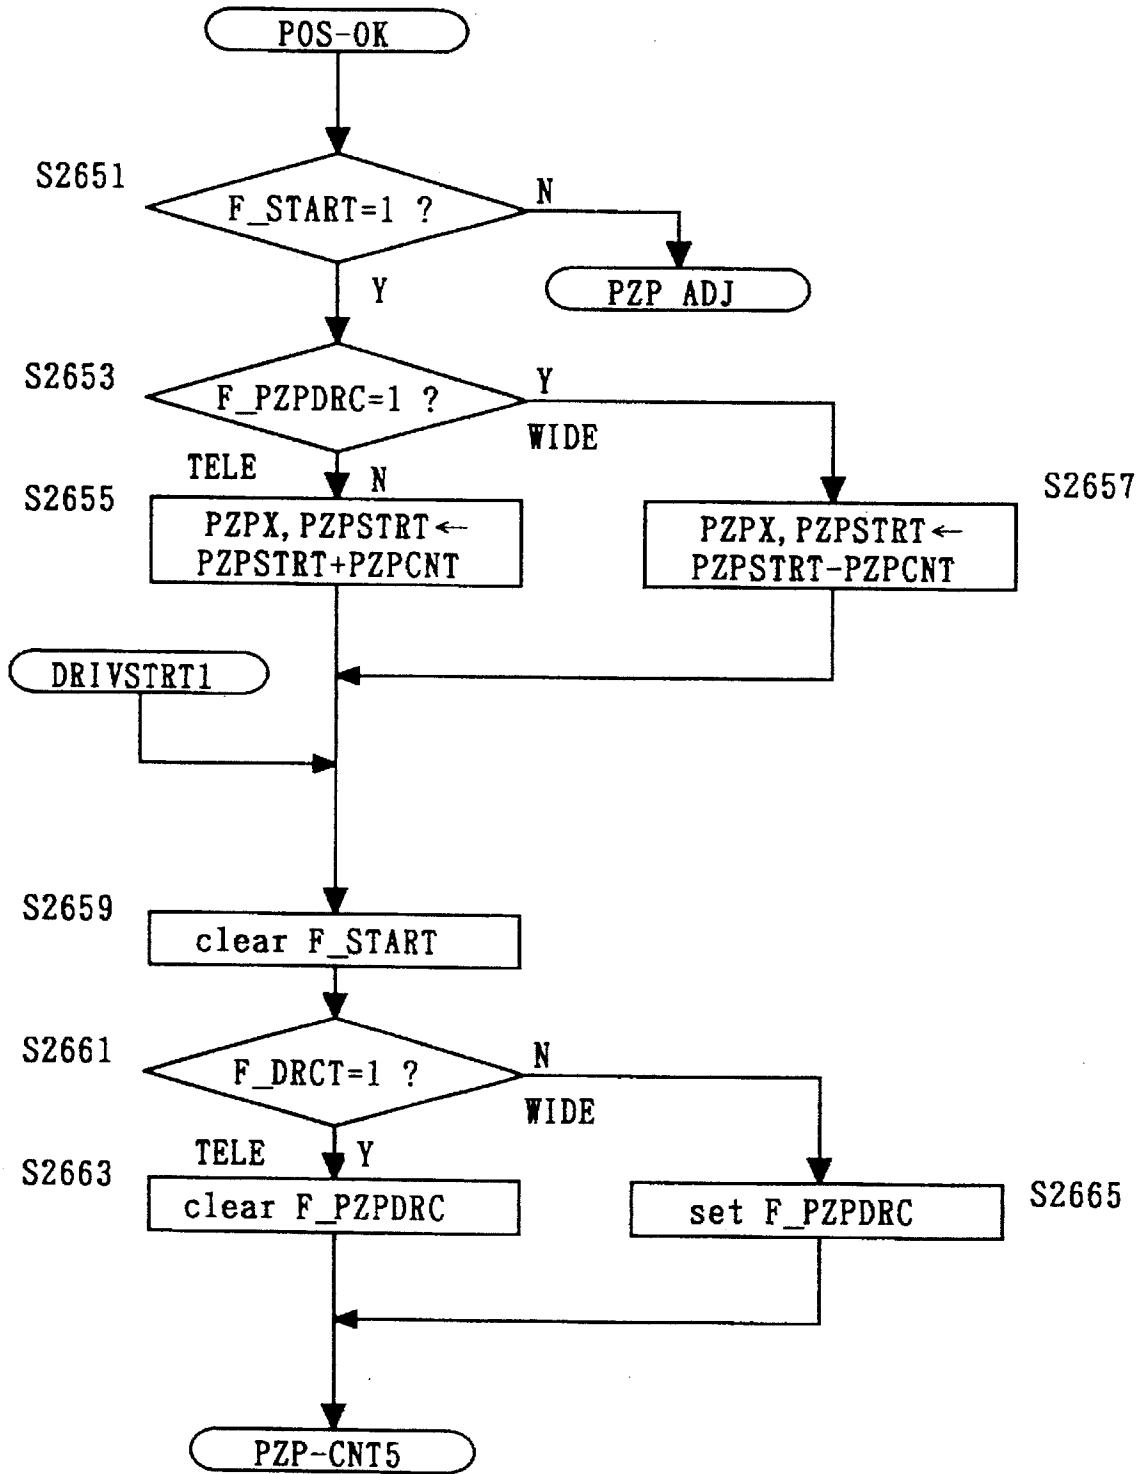 POS-OK
S2651
F_START=1 ?
N
Y
PZP ADJ
S2653
F_PZPDRC=1 ?
Y
WIDE
TELE
N
S2655
PZPX, PZPSTRT←
PZPSTRT+PZPCNT
S2657
PZPX, PZPSTRT←
PZPSTRT-PZPCNT
DRIVSTRT1
S2659
clear F_START
S2661
F_DRCT=1 ?
N
WIDE
TELE
Y
S2663
clear F_PZPDRC
set F_PZPDRC
S2665
PZP-CNT5